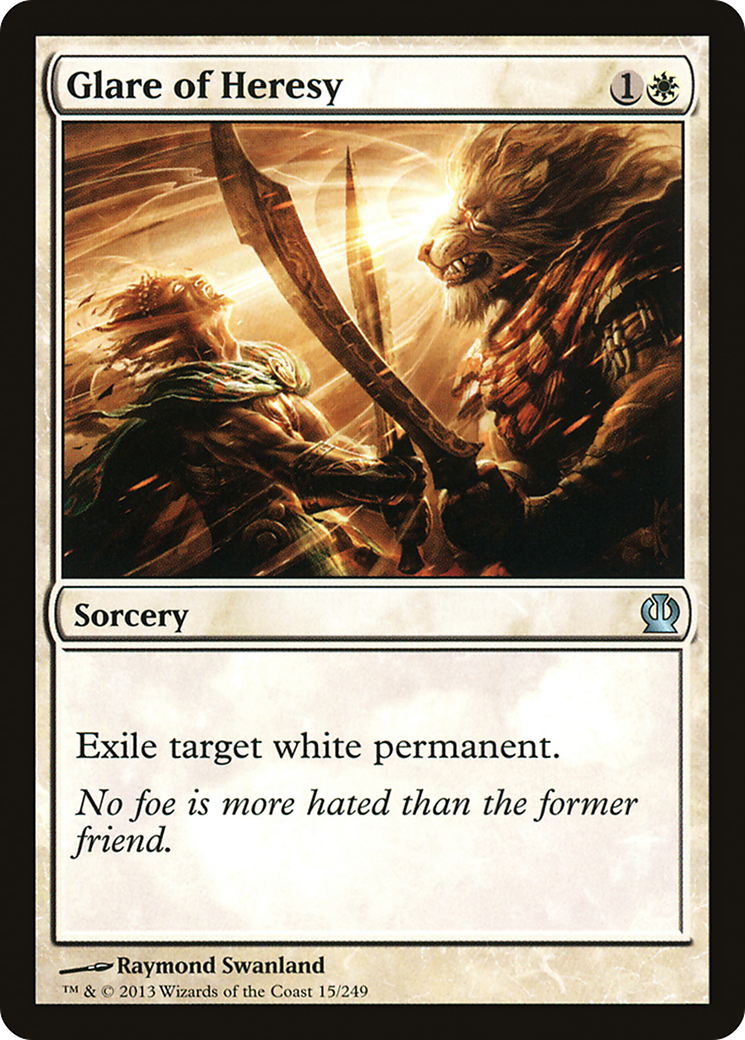 Glare of Heresy 1
Sorcery
Exile target white permanent.
No foe is more hated than the former
friend.
Raymond Swanland
™ & © 2013 Wizards of the Coast 15/249